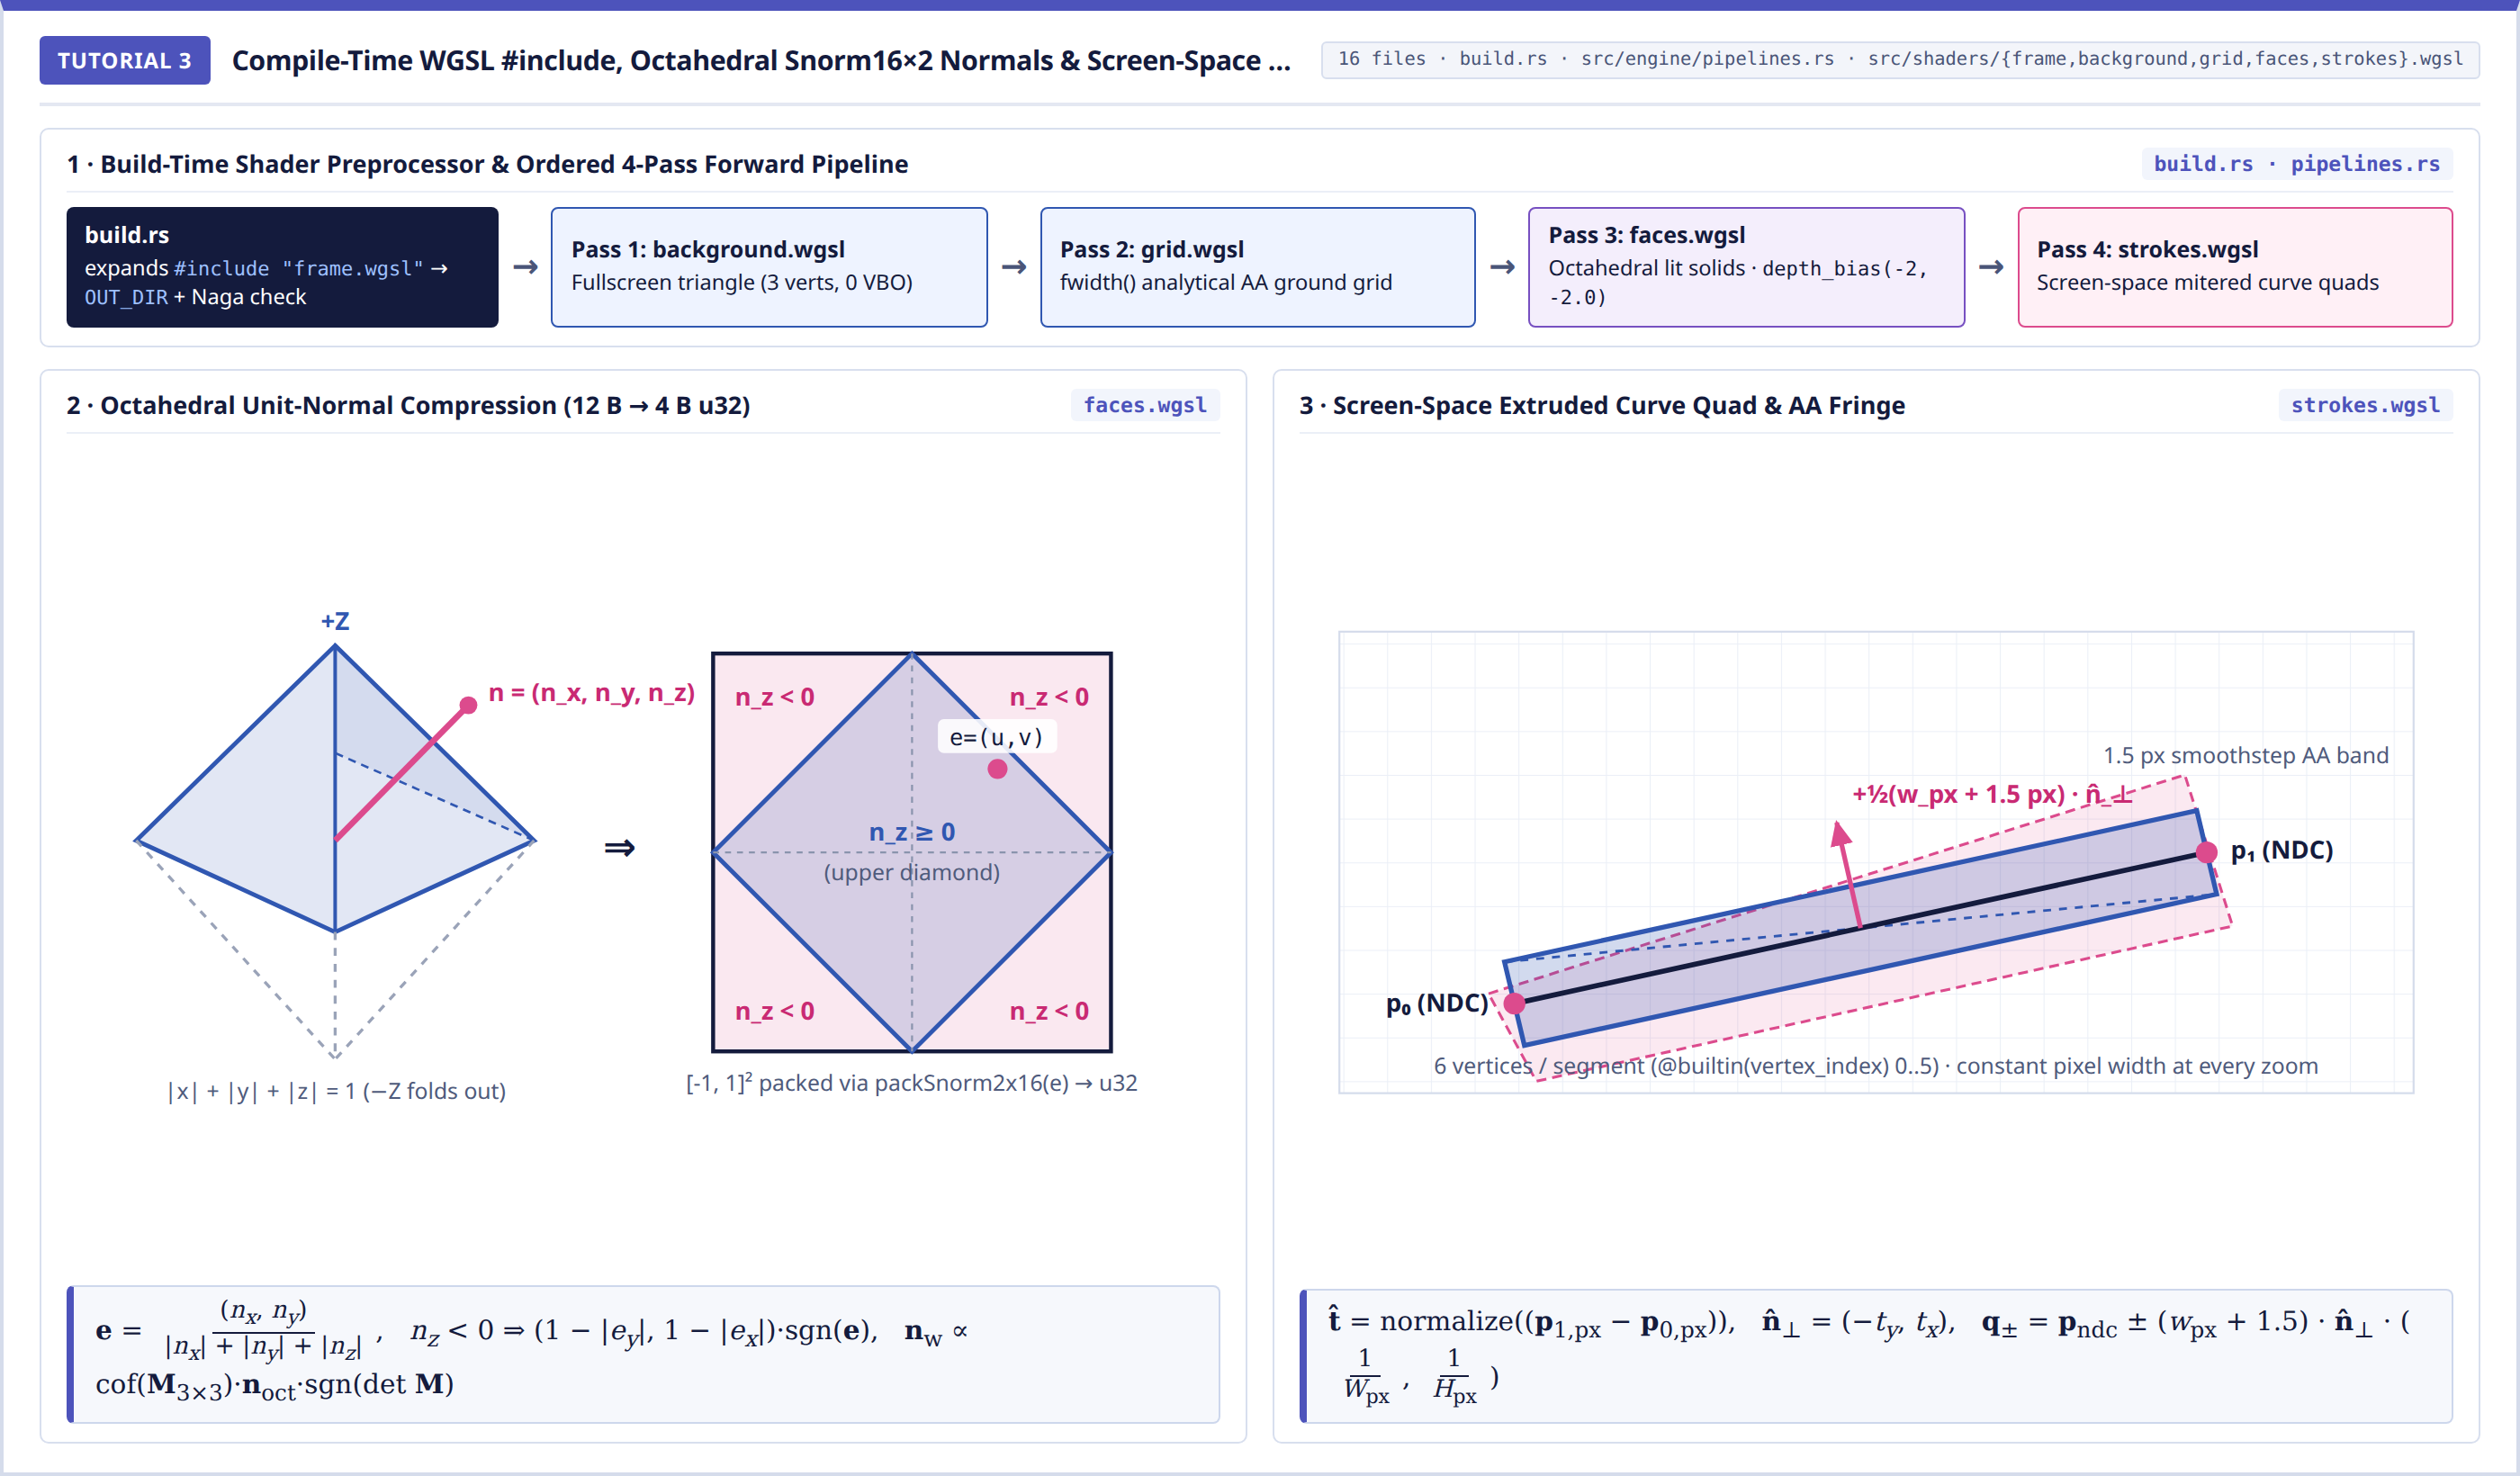 TUTORIAL 3
Compile-Time WGSL #include, Octahedral Snorm16×2 Normals & Screen-Space ...
16 files · build.rs · src/engine/pipelines.rs · src/shaders/{frame,background,grid,faces,strokes}.wgsl
1 · Build-Time Shader Preprocessor & Ordered 4-Pass Forward Pipeline
build.rs · pipelines.rs
build.rs
expands #include "frame.wgsl" →
OUT_DIR + Naga check
→
Pass 1: background.wgsl
Fullscreen triangle (3 verts, 0 VBO)
→
Pass 2: grid.wgsl
fwidth() analytical AA ground grid
→
Pass 3: faces.wgsl
Octahedral lit solids · depth_bias(-2,
-2.0)
→
Pass 4: strokes.wgsl
Screen-space mitered curve quads
2 · Octahedral Unit-Normal Compression (12 B → 4 B u32)
faces.wgsl
+Z
n = (n_x, n_y, n_z)
n_z < 0
n_z < 0
e=(u,v)
n_z ≥ 0
⇒
(upper diamond)
n_z < 0
n_z < 0
|x| + |y| + |z| = 1 (−Z folds out)
[-1, 1]² packed via packSnorm2x16(e) → u32
e = (n_x, n_y) / |n_x| + |n_y| + |n_z| , n_z < 0 ⇒ (1 − |e_y|, 1 − |e_x|)·sgn(e), n_w ∝
cof(M_3×3)·n_oct·sgn(det M)
3 · Screen-Space Extruded Curve Quad & AA Fringe
strokes.wgsl
1.5 px smoothstep AA band
+½(w_px + 1.5 px) · n̂_⊥
p₁ (NDC)
p₀ (NDC)
6 vertices / segment (@builtin(vertex_index) 0..5) · constant pixel width at every zoom
t̂ = normalize((p_1,px − p_0,px)), n̂_⊥ = (−t_y, t_x), q_± = p_ndc ± (w_px + 1.5) · n̂_⊥ · (
1 / W_px , 1 / H_px )